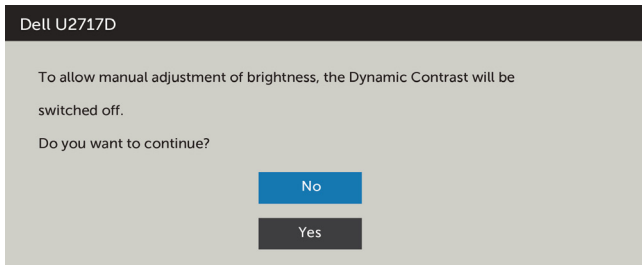 Dell U2717D
To allow manual adjustment of brightness, the Dynamic Contrast will be
switched off.
Do you want to continue?
No
Yes